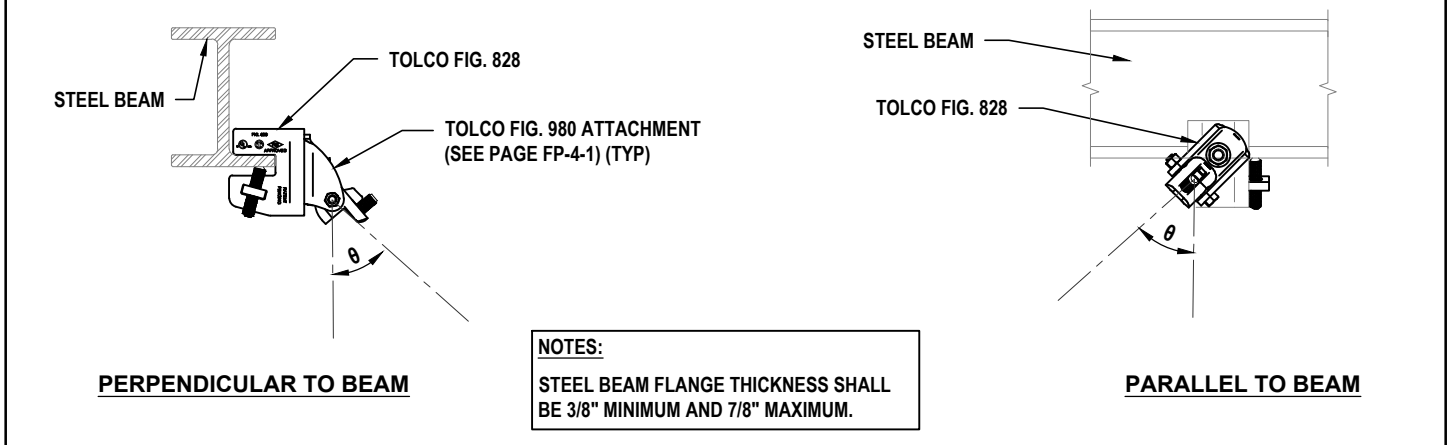 STEEL BEAM
TOLCO FIG. 828
TOLCO FIG. 980 ATTACHMENT
(SEE PAGE FP-4-1) (TYP)
APPROVED
θ
PERPENDICULAR TO BEAM
NOTES:
STEEL BEAM FLANGE THICKNESS SHALL
BE 3/8" MINIMUM AND 7/8" MAXIMUM.
STEEL BEAM
TOLCO FIG. 828
θ
PARALLEL TO BEAM